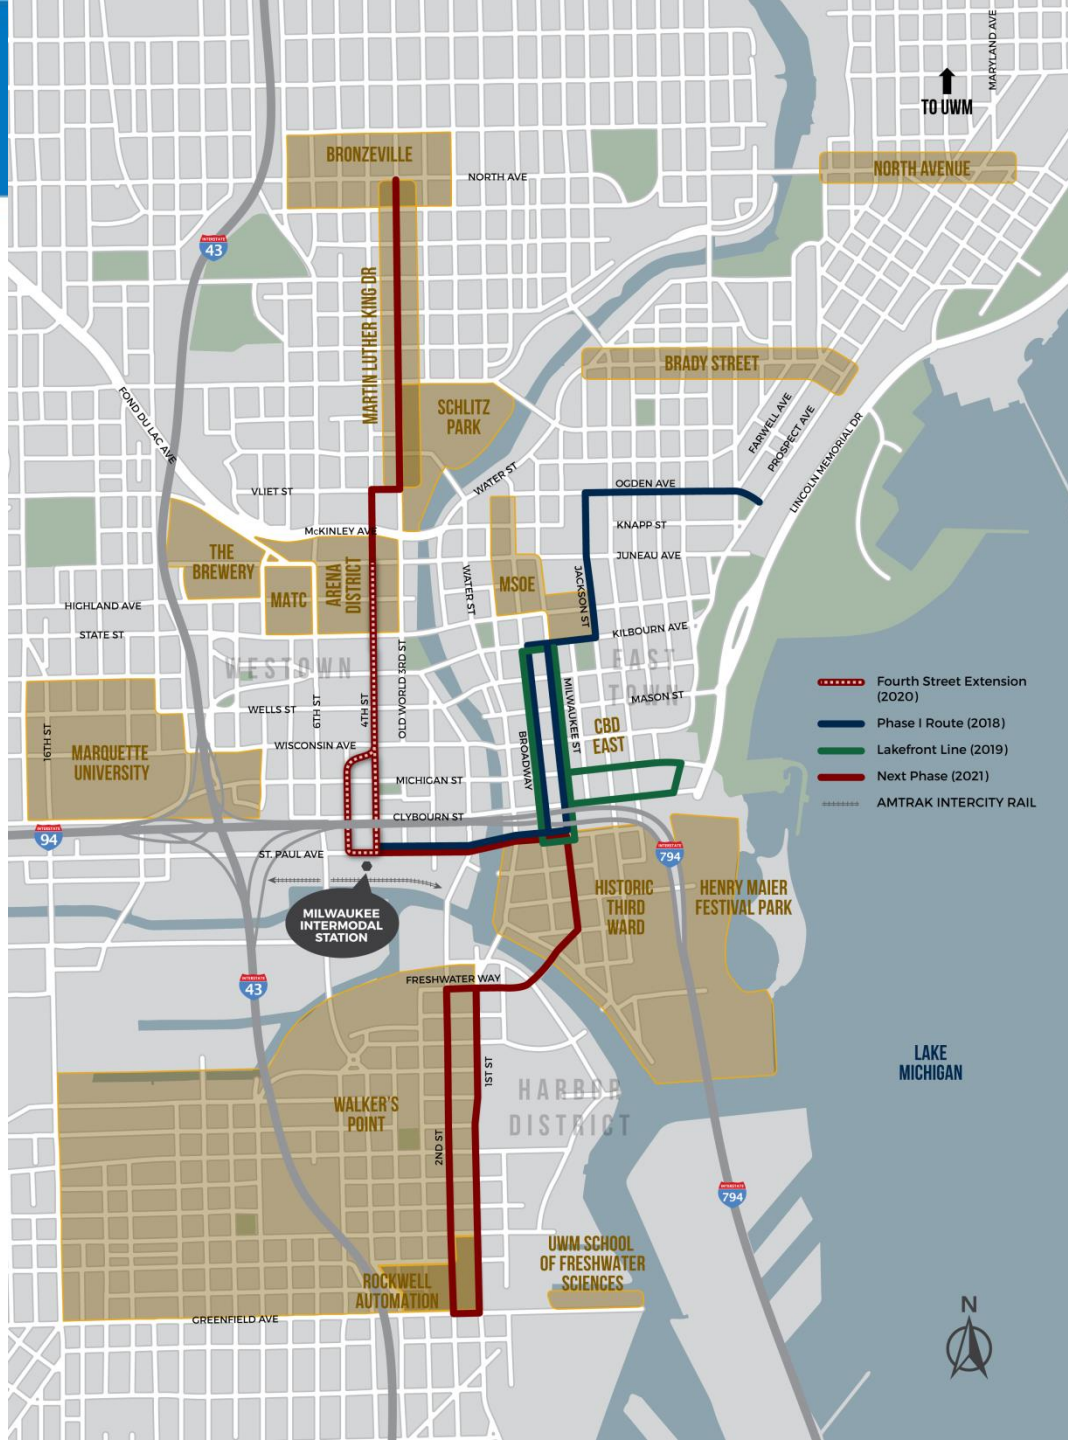 MARYLAND AVE
TO UWM
BRONZEVILLE
NORTH AVE
NORTH AVENUE
INTERSTATE
43
MARTIN LUTHER KING DR
BRADY STREET
FOND DU LAC AVE
SCHLITZ
PARK
FARWELL AVE
PROSPECT AVE
LINCOLN MEMORIAL DR
WATER ST
OGDEN AVE
VLIET ST
KNAPP ST
McKINLEY AVE
JUNEAU AVE
THE
BREWERY
MATC
ARENA
DISTRICT
WATER ST
MSOE
JACKSON ST
HIGHLAND AVE
STATE ST
KILBOURN AVE
WESTOWN
EAST
TOWN
OLD WORLD 3RD ST
6TH ST
4TH ST
WELLS ST
MASON ST
MILWAUKEE ST
CBD
EAST
BROADWAY
16TH ST
MARQUETTE
UNIVERSITY
WISCONSIN AVE
MICHIGAN ST
CLYBOURN ST
Fourth Street Extension
(2020)
Phase I Route (2018)
Lakefront Line (2019)
Next Phase (2021)
AMTRAK INTERCITY RAIL
INTERSTATE
94
ST. PAUL AVE
INTERSTATE
794
MILWAUKEE
INTERMODAL
STATION
HISTORIC
THIRD
WARD
HENRY MAIER
FESTIVAL PARK
FRESHWATER WAY
INTERSTATE
43
LAKE
MICHIGAN
1ST ST
HARBOR
DISTRICT
WALKER'S
POINT
2ND ST
INTERSTATE
794
UWM SCHOOL
OF FRESHWATER
SCIENCES
ROCKWELL
AUTOMATION
GREENFIELD AVE
N